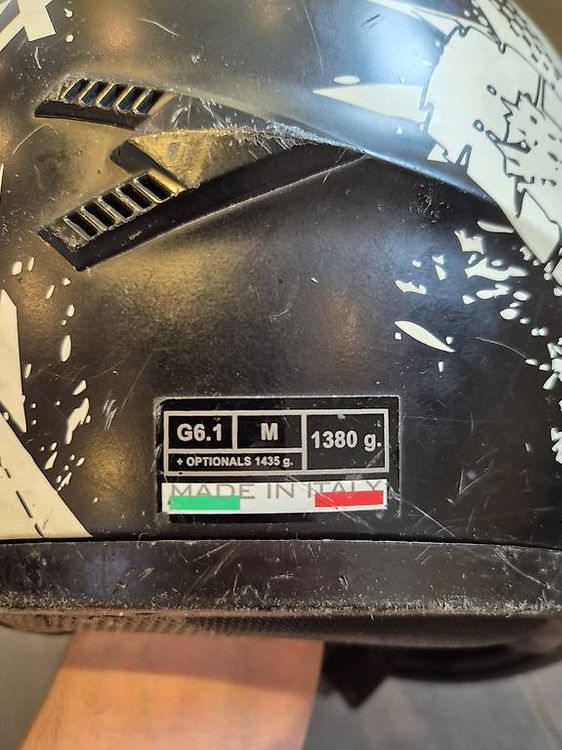 G6.1 M 1380 g.
+ OPTIONALS 1435 g.
MADE IN ITALY